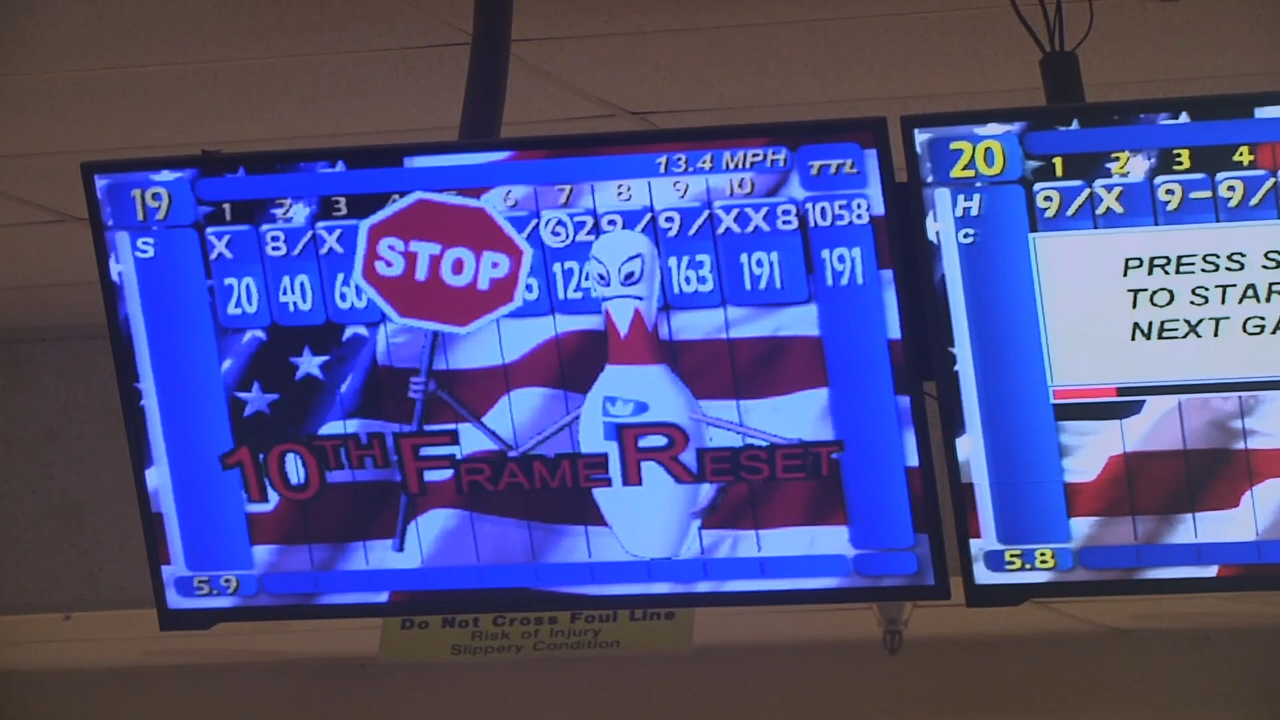 13.4 MPH TTL
19 1 2 3 6 7 8 9 10
S X 8/ X / 62 9/ 9/ XX8 1058
20 40 124 163 191 191
STOP
10TH FRAME RESET
5.9
20 1 2 3 4
H C 9/ X 9- 9/
PRESS S
TO STAR
NEXT GA
5.8
Do Not Cross Foul Line
Risk of Injury
Slippery Condition